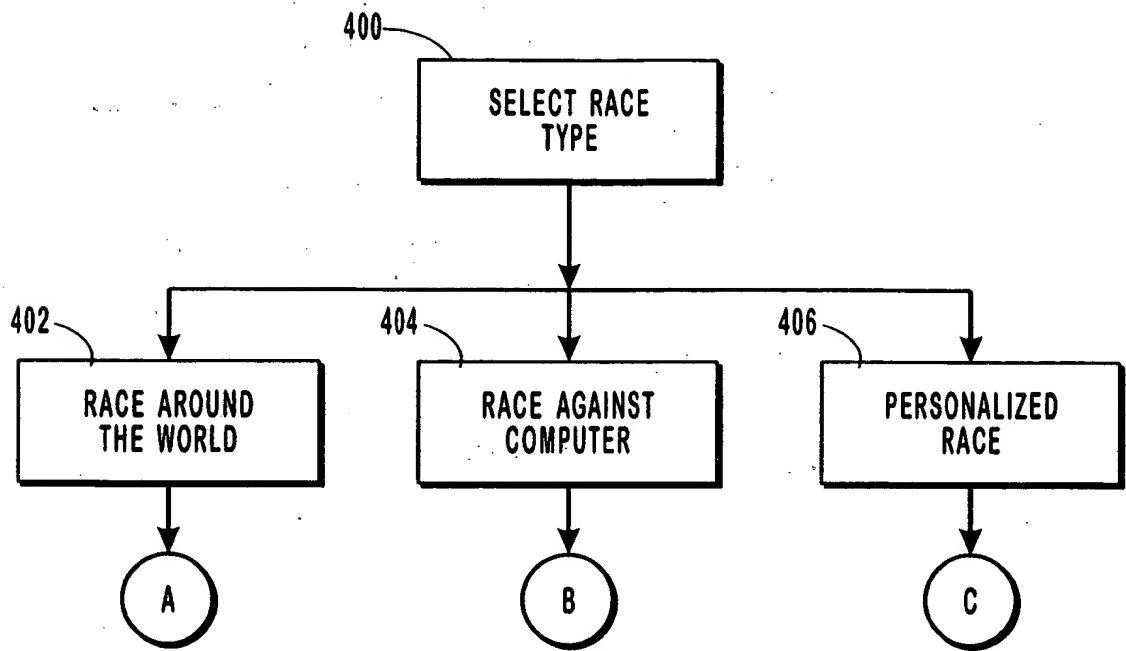 400
SELECT RACE
TYPE
402
RACE AROUND
THE WORLD
404
RACE AGAINST
COMPUTER
406
PERSONALIZED
RACE
A
B
C